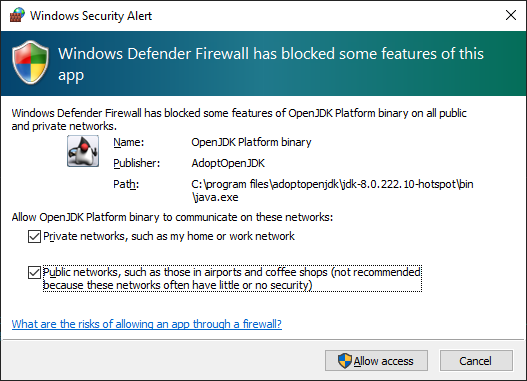 Windows Security Alert
Windows Defender Firewall has blocked some features of this
app
Windows Defender Firewall has blocked some features of OpenJDK Platform binary on all public
and private networks.
Name: OpenJDK Platform binary
Publisher: AdoptOpenJDK
Path: C:\program files\adoptopenjdk\jdk-8.0.222.10-hotspot\bin
\java.exe
Allow OpenJDK Platform binary to communicate on these networks:
Private networks, such as my home or work network
Public networks, such as those in airports and coffee shops (not recommended
because these networks often have little or no security)
What are the risks of allowing an app through a firewall?
Allow access
Cancel